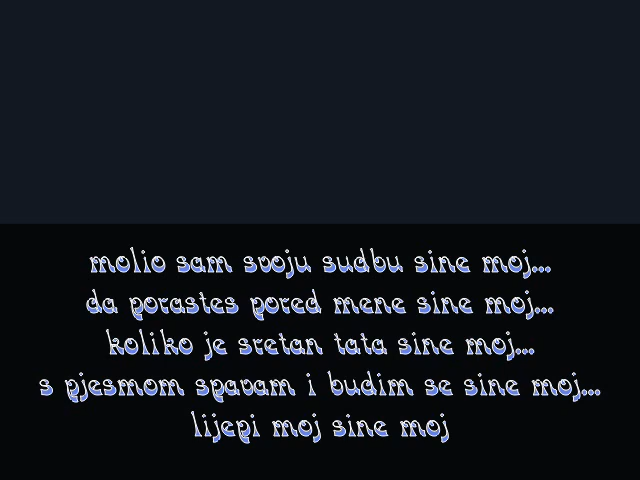 molio sam svoju sudbu sine moj...
da porastes pored mene sine moj...
koliko je sretan tata sine moj...
s pjesmom spavam i budim se sine moj...
lijepi moj sine moj